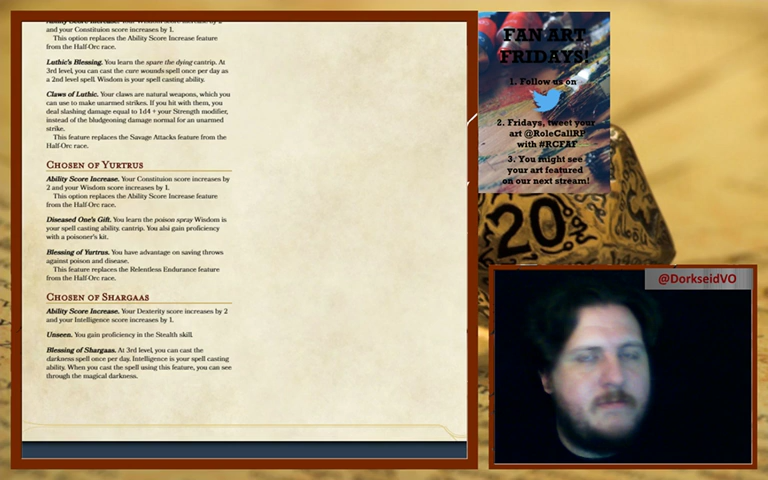 Ability Score Increase. Your Wisdom score increases by 2
and your Constituion score increases by 1.
This option replaces the Ability Score Increase feature
from the Half-Orc race.
Luthic's Blessing. You learn the spare the dying cantrip. At
3rd level, you can cast the cure wounds spell once per day as
a 2nd level spell. Wisdom is your spell casting ability.
Claws of Luthic. Your claws are natural weapons, which you
can use to make unarmed strikes. If you hit with them, you
deal slashing damage equal to 1d4 + your Strength modifier,
instead of the bludgeoning damage normal for an unarmed
strike.
This feature replaces the Savage Attacks feature from the
Half-Orc race.
Chosen of Yurtrus
Ability Score Increase. Your Constituion score increases by
2 and your Wisdom score increases by 1.
This option replaces the Ability Score Increase feature
from the Half-Orc race.
Diseased One's Gift. You learn the poison spray Wisdom is
your spell casting ability. cantrip. You alsi gain proficiency
with a poisoner's kit.
Blessing of Yurtrus. You have advantage on saving throws
against poison and disease.
This feature replaces the Relentless Endurance feature
from the Half-Orc race.
Chosen of Shargaas
Ability Score Increase. Your Dexterity score increases by 2
and your Intelligence score increases by 1.
Unseen. You gain proficiency in the Stealth skill.
Blessing of Shargaas. At 3rd level, you can cast the
darkness spell once per day. Intelligence is your spell casting
ability. When you cast the spell using this feature, you can see
through the magical darkness.
FAN ART
FRIDAYS!
1. Follow us on
2. Fridays, tweet your
art @RoleCallRP
with #RCFAF
3. You might see
your art featured
on our next stream!
20
@DorkseidVO